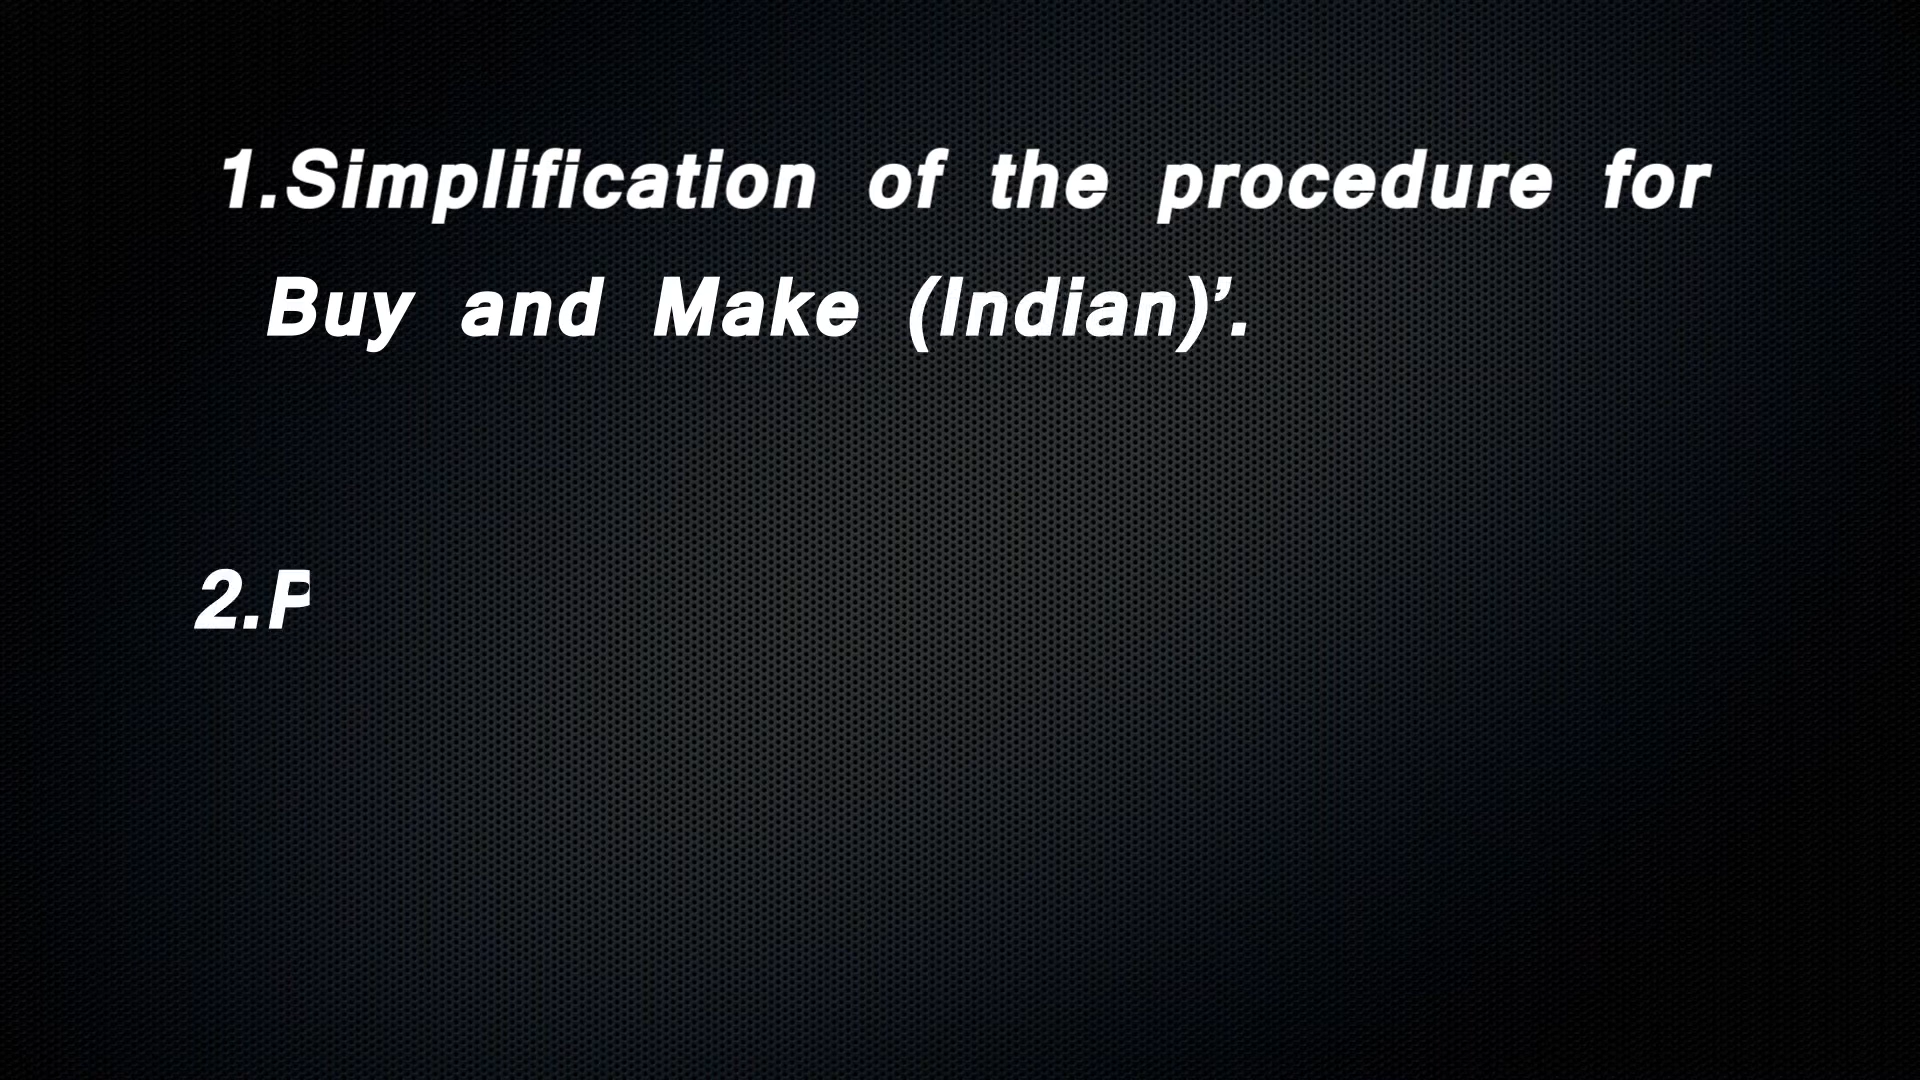 1.Simplification of the procedure for
Buy and Make (Indian)’.
2.P